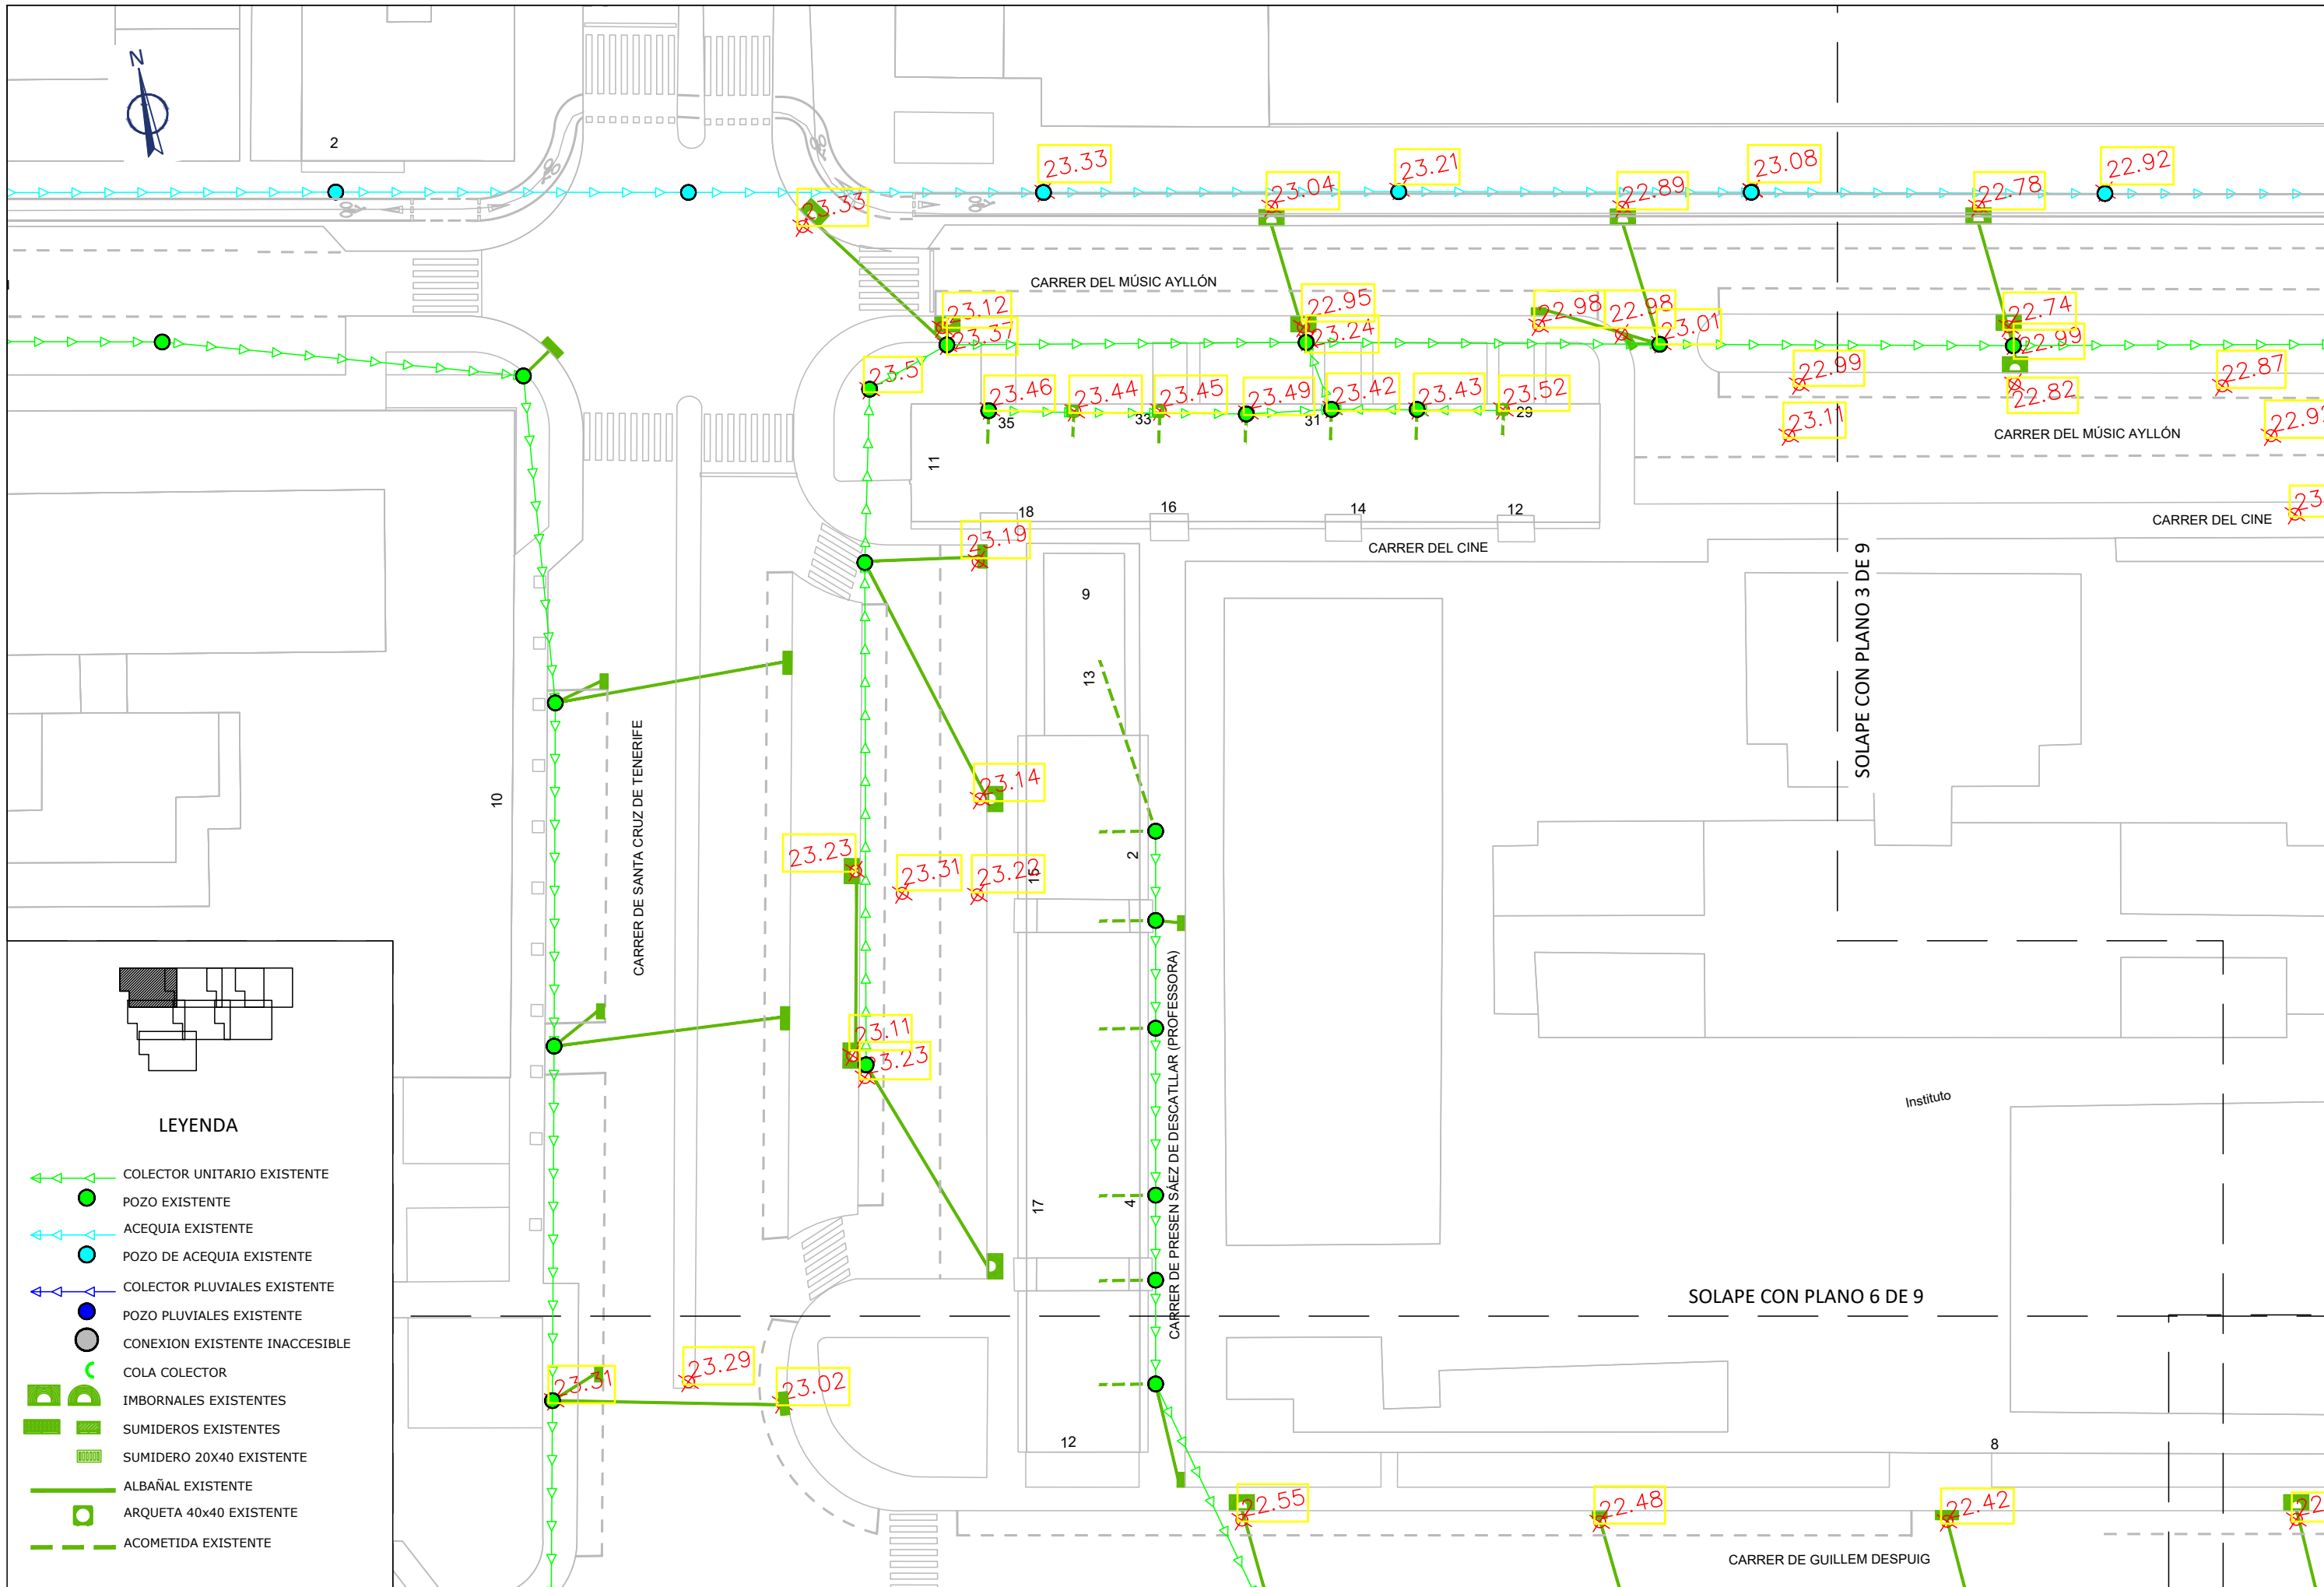 N
2
23.33
23.21
23.08
22.92
23.33
23.04
22.89
22.78
CARRER DEL MÚSIC AYLLÓN
23.12
22.95
22.98
22.98
22.74
23.37
23.24
23.01
22.99
23.5
23.46
23.44
23.45
23.49
23.42
23.43
23.52
22.99
22.82
22.87
35
33
31
29
23.11
CARRER DEL MÚSIC AYLLÓN
11
18
16
14
12
CARRER DEL CINE
CARRER DEL CINE
23.19
9
13
SOLAPE CON PLANO 3 DE 9
CARRER DE SANTA CRUZ DE TENERIFE
10
23.14
23.23
23.31
23.22
15
2
23.11
23.23
CARRER DE PRESEN SÁEZ DE DESCATLLAR (PROFESSORA)
Instituto
17
4
SOLAPE CON PLANO 6 DE 9
23.31
23.29
23.02
12
8
22.55
22.48
22.42
CARRER DE GUILLEM DESPUIG
LEYENDA
COLECTOR UNITARIO EXISTENTE
POZO EXISTENTE
ACEQUIA EXISTENTE
POZO DE ACEQUIA EXISTENTE
COLECTOR PLUVIALES EXISTENTE
POZO PLUVIALES EXISTENTE
CONEXION EXISTENTE INACCESIBLE
COLA COLECTOR
IMBORNALES EXISTENTES
SUMIDEROS EXISTENTES
SUMIDERO 20X40 EXISTENTE
ALBAÑAL EXISTENTE
ARQUETA 40x40 EXISTENTE
ACOMETIDA EXISTENTE